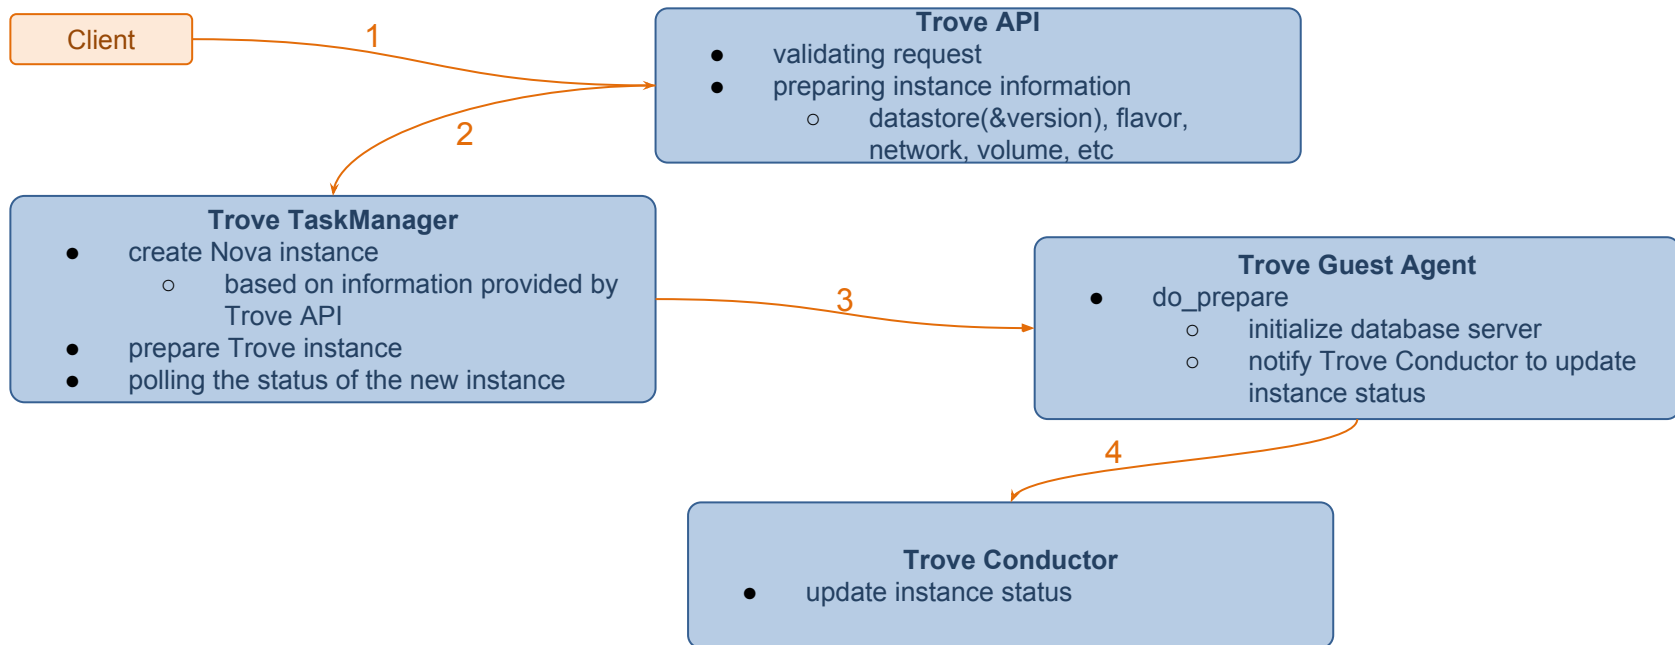 Client
1
Trove API
● validating request
● preparing instance information
○ datastore(&version), flavor,
network, volume, etc
2
Trove TaskManager
● create Nova instance
○ based on information provided by
Trove API
● prepare Trove instance
● polling the status of the new instance
3
Trove Guest Agent
● do_prepare
○ initialize database server
○ notify Trove Conductor to update
instance status
4
Trove Conductor
● update instance status